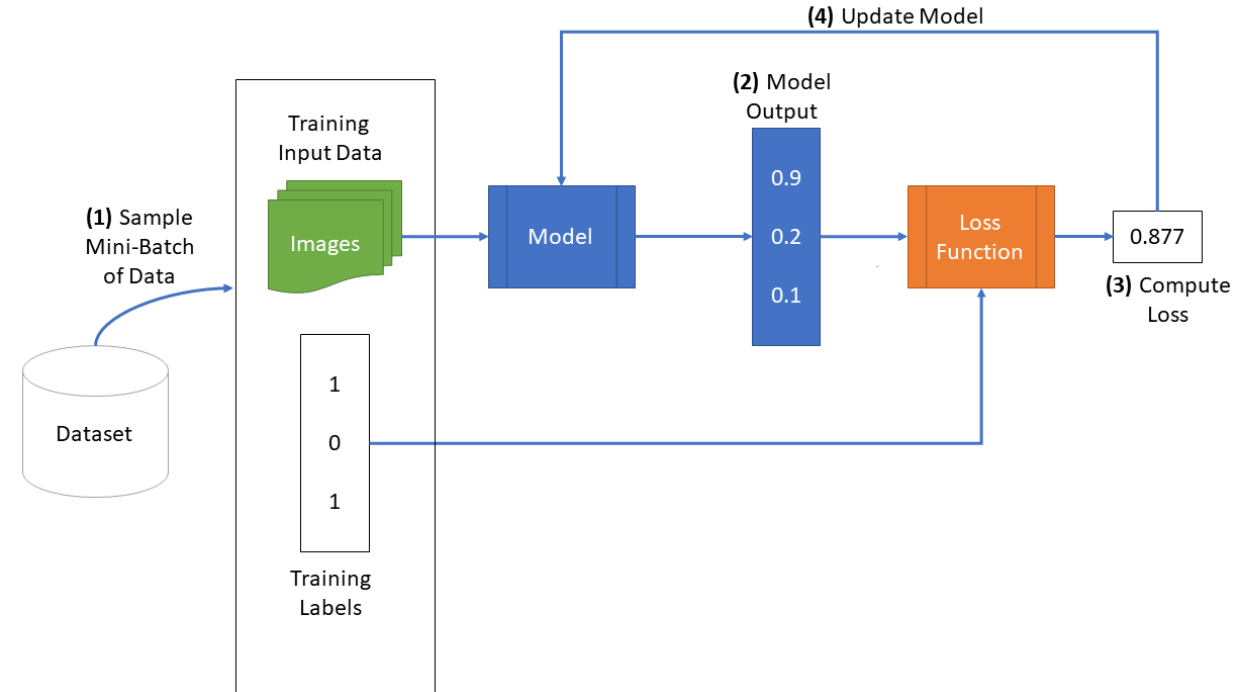 (4) Update Model
(2) Model
Output
Training
Input Data
(1) Sample
Mini-Batch
of Data
Images
Model
0.9
0.2
0.1
Loss
Function
0.877
(3) Compute
Loss
Dataset
1
0
1
Training
Labels